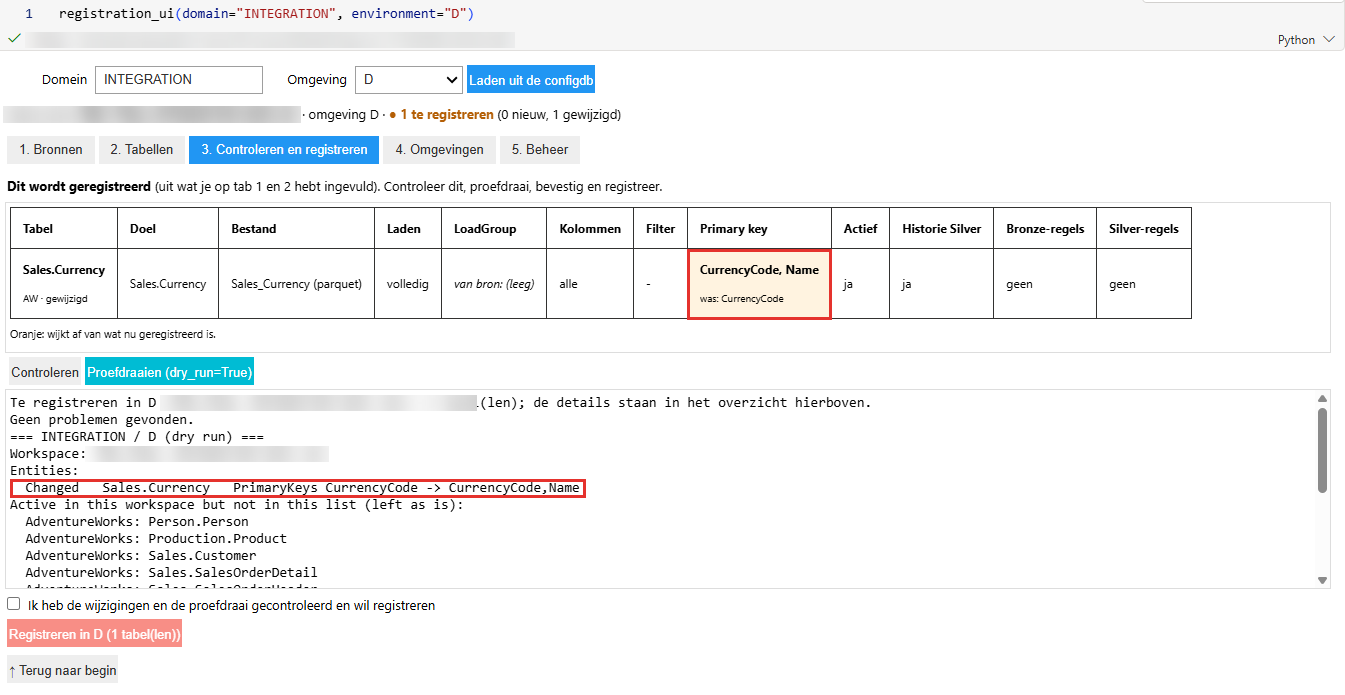 1 registration_ui(domain="INTEGRATION", environment="D")
Python
Domein INTEGRATION Omgeving D Laden uit de configdb
· omgeving D · ● 1 te registreren (0 nieuw, 1 gewijzigd)
1. Bronnen 2. Tabellen 3. Controleren en registreren 4. Omgevingen 5. Beheer
Dit wordt geregistreerd (uit wat je op tab 1 en 2 hebt ingevuld). Controleer dit, proefdraai, bevestig en registreer.
Tabel Doel Bestand Laden LoadGroup Kolommen Filter Primary key Actief Historie Silver Bronze-regels Silver-regels
Sales.Currency Sales.Currency Sales_Currency (parquet) volledig van bron: (leeg) alle - CurrencyCode, Name ja ja geen geen
AW · gewijzigd was: CurrencyCode
Oranje: wijkt af van wat nu geregistreerd is.
Controleren Proefdraaien (dry_run=True)
Te registreren in D (len); de details staan in het overzicht hierboven.
Geen problemen gevonden.
=== INTEGRATION / D (dry run) ===
Workspace:
Entities:
Changed Sales.Currency PrimaryKeys CurrencyCode -> CurrencyCode,Name
Active in this workspace but not in this list (left as is):
AdventureWorks: Person.Person
AdventureWorks: Production.Product
AdventureWorks: Sales.Customer
AdventureWorks: Sales.SalesOrderDetail
AdventureWorks: Sales.SalesOrderHeader
Ik heb de wijzigingen en de proefdraai gecontroleerd en wil registreren
Registreren in D (1 tabel(len))
↑ Terug naar begin